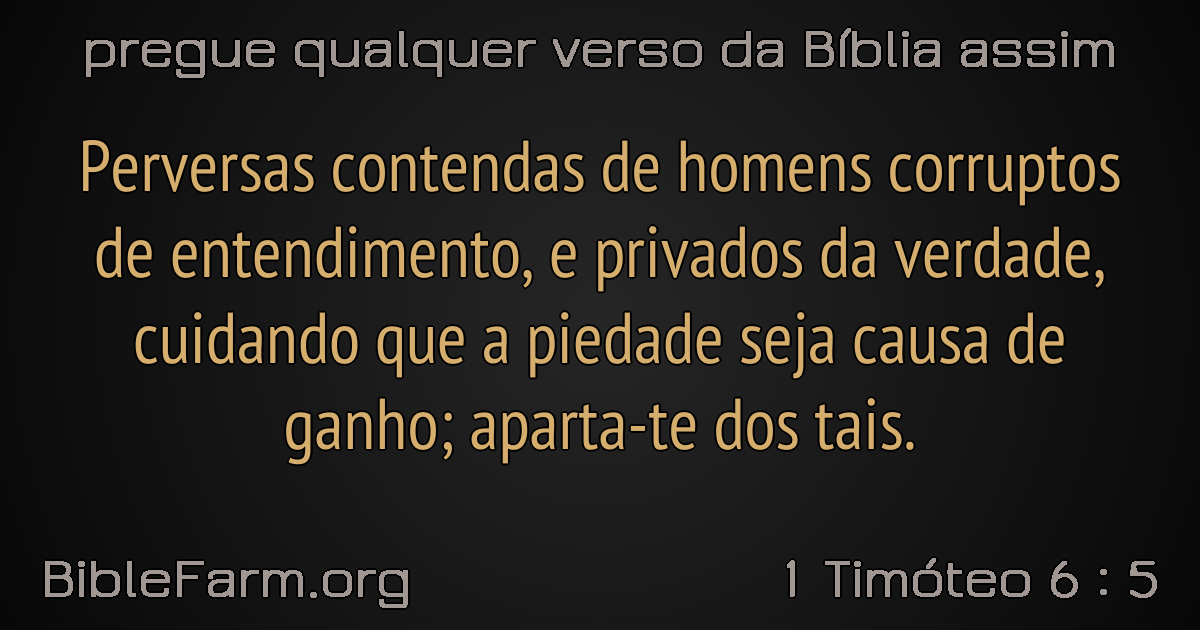 pregue qualquer verso da Bíblia assim
Perversas contendas de homens corruptos
de entendimento, e privados da verdade,
cuidando que a piedade seja causa de
ganho; aparta-te dos tais.
BibleFarm.org
1 Timóteo 6 : 5